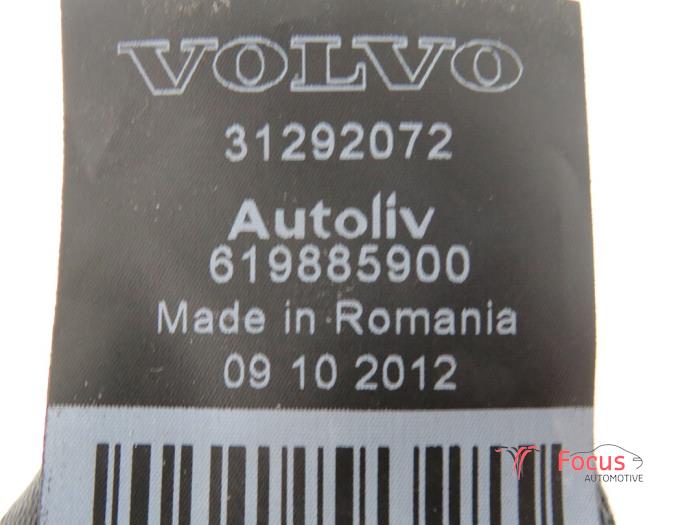 VOLVO
31292072
Autoliv
619885900
Made in Romania
09 10 2012
Focus
AUTOMOTIVE